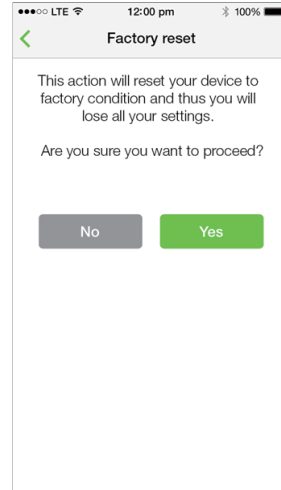 LTE 12:00 pm 100%
Factory reset
This action will reset your device to
factory condition and thus you will
lose all your settings.
Are you sure you want to proceed?
No Yes